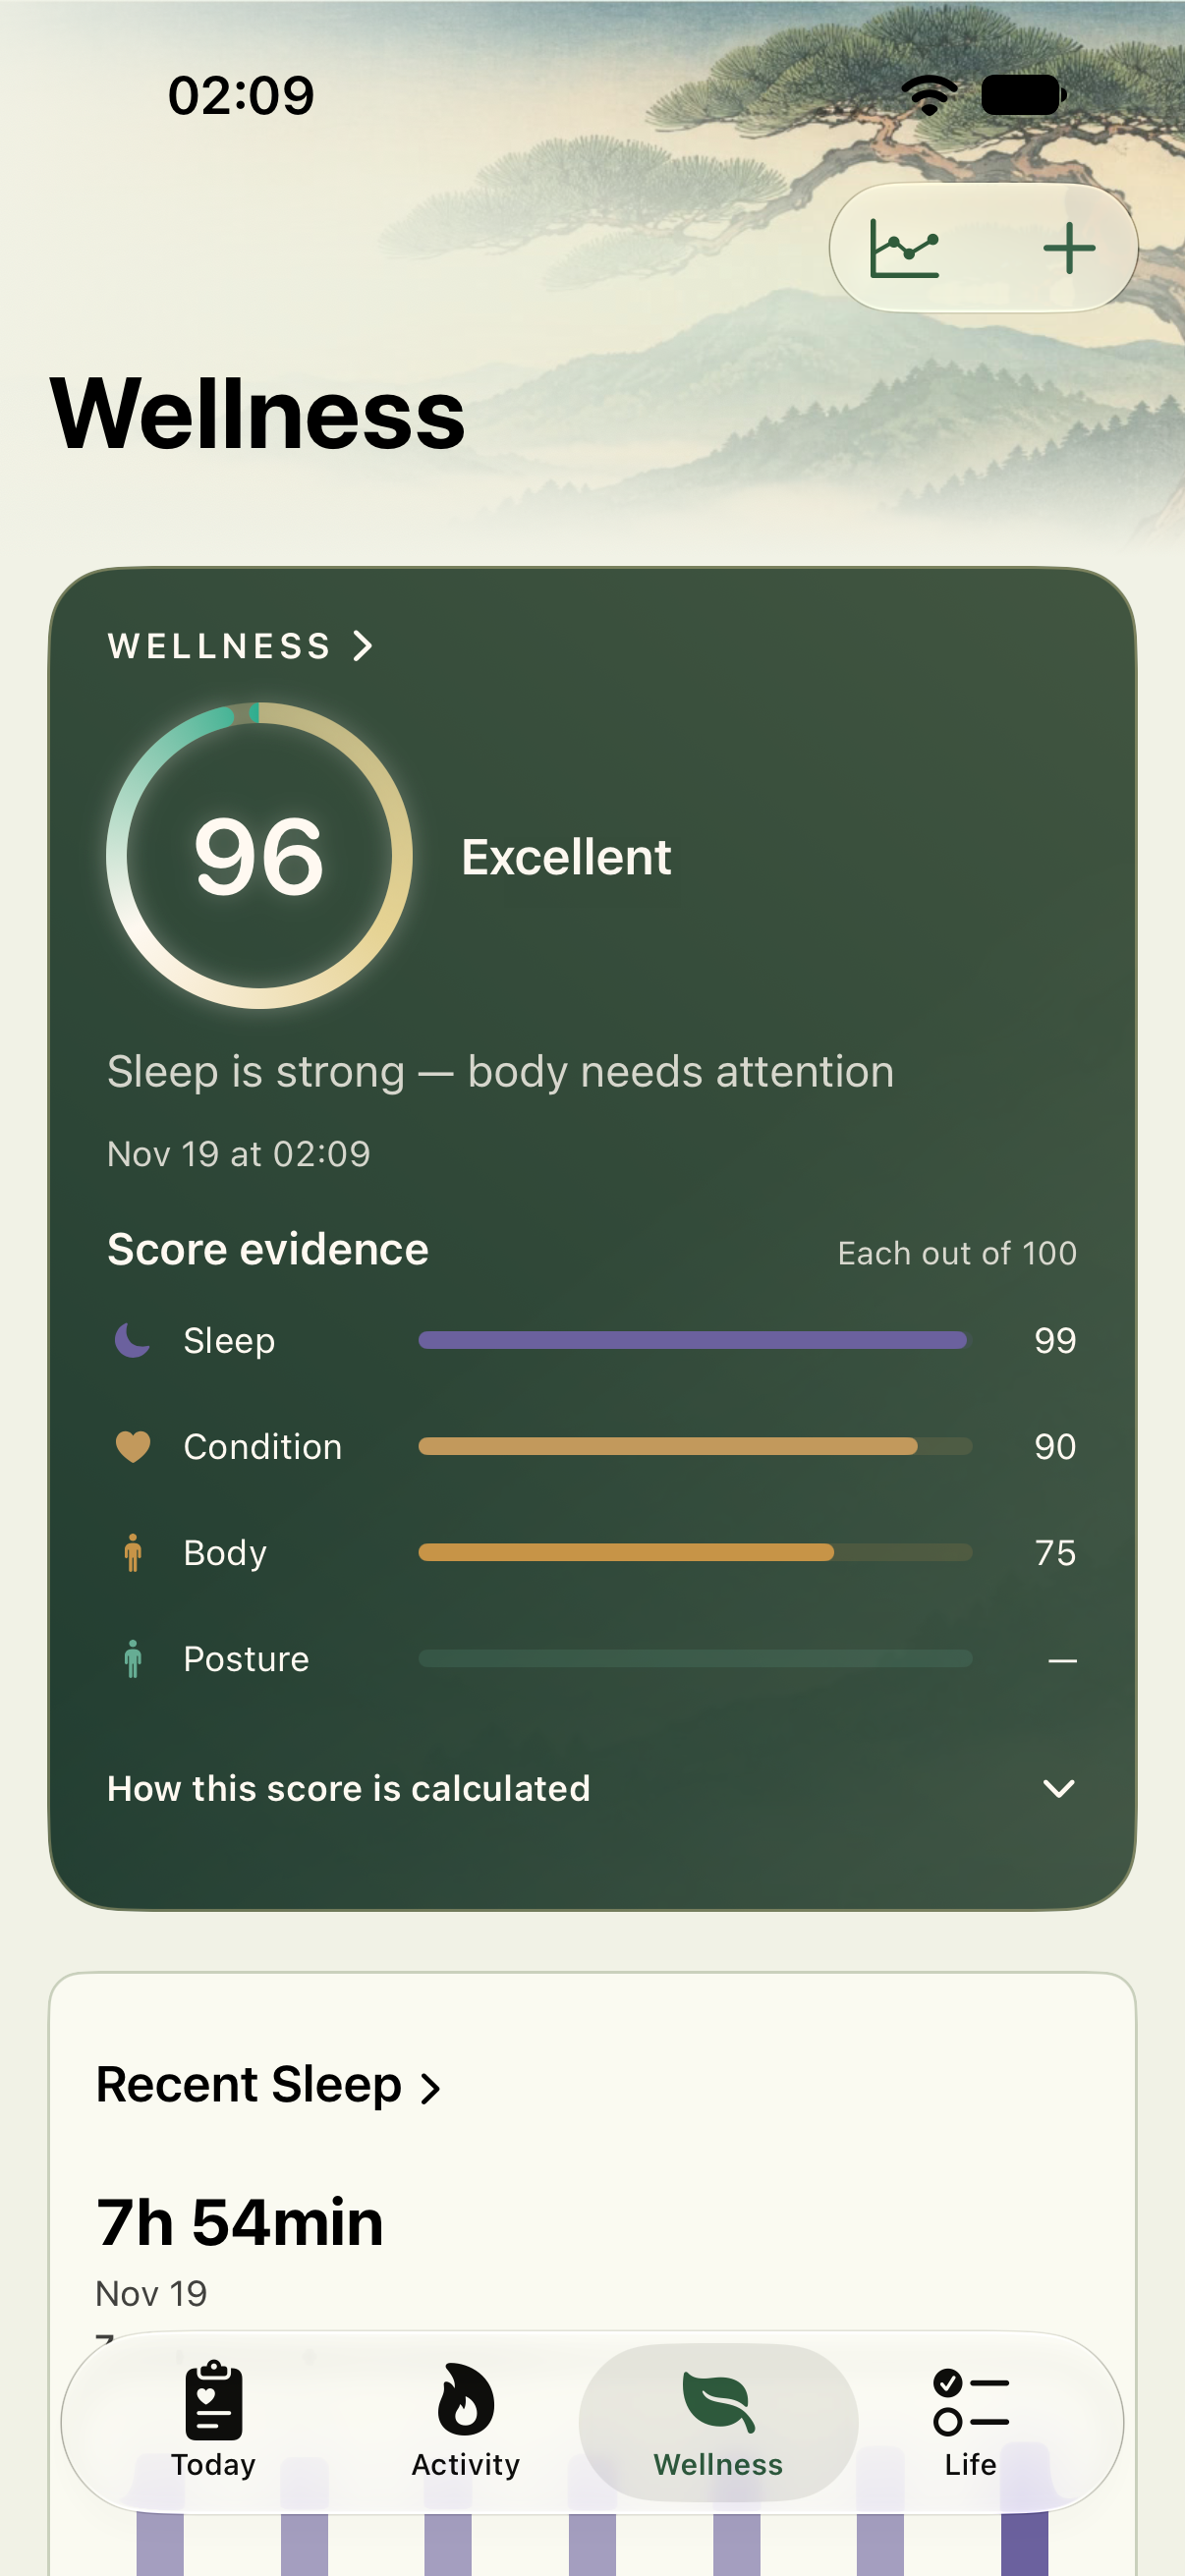 02:09
Wellness
WELLNESS
96
Excellent
Sleep is strong — body needs attention
Nov 19 at 02:09
Score evidence
Each out of 100
Sleep
99
Condition
90
Body
75
Posture
—
How this score is calculated
Recent Sleep
7h 54min
Nov 19
Today
Activity
Wellness
Life